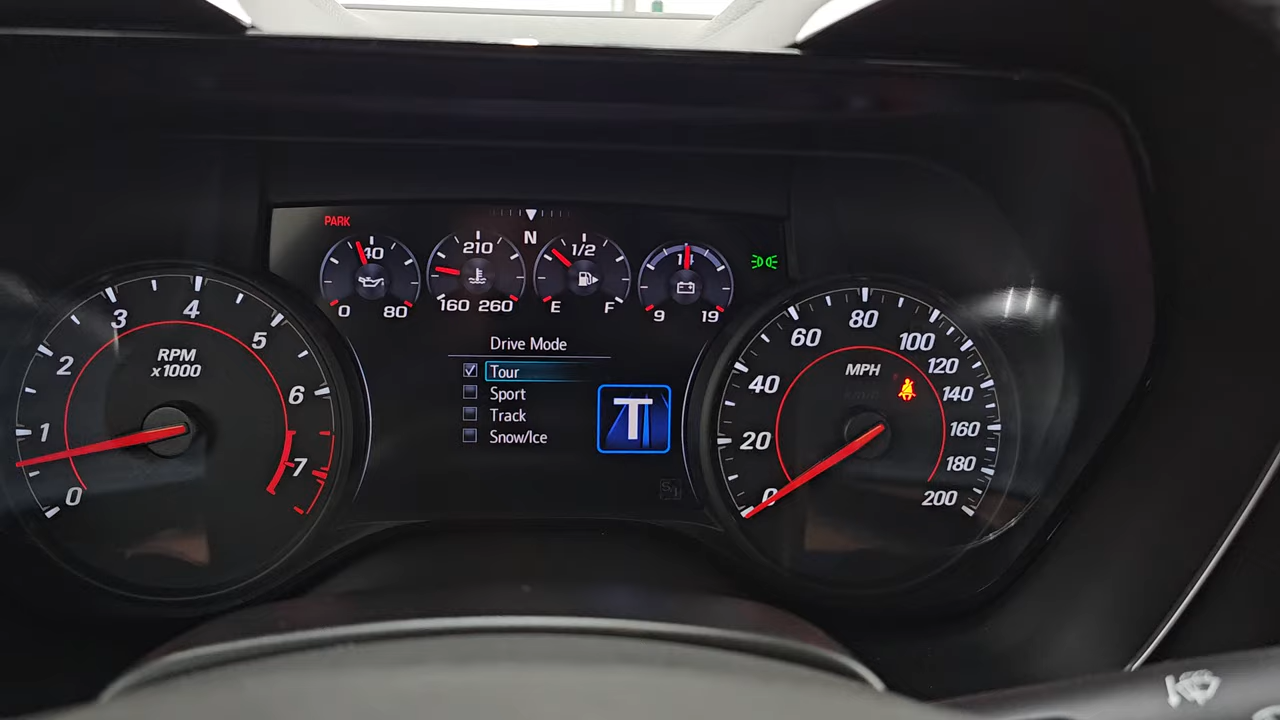 PARK
N
40
0 80
210
160 260
1/2
E F
14
9 19
Drive Mode
Tour
Sport
Track
Snow/Ice
T
RPM
x1000
0
1
2
3
4
5
6
7
MPH
0
20
40
60
80
100
120
140
160
180
200